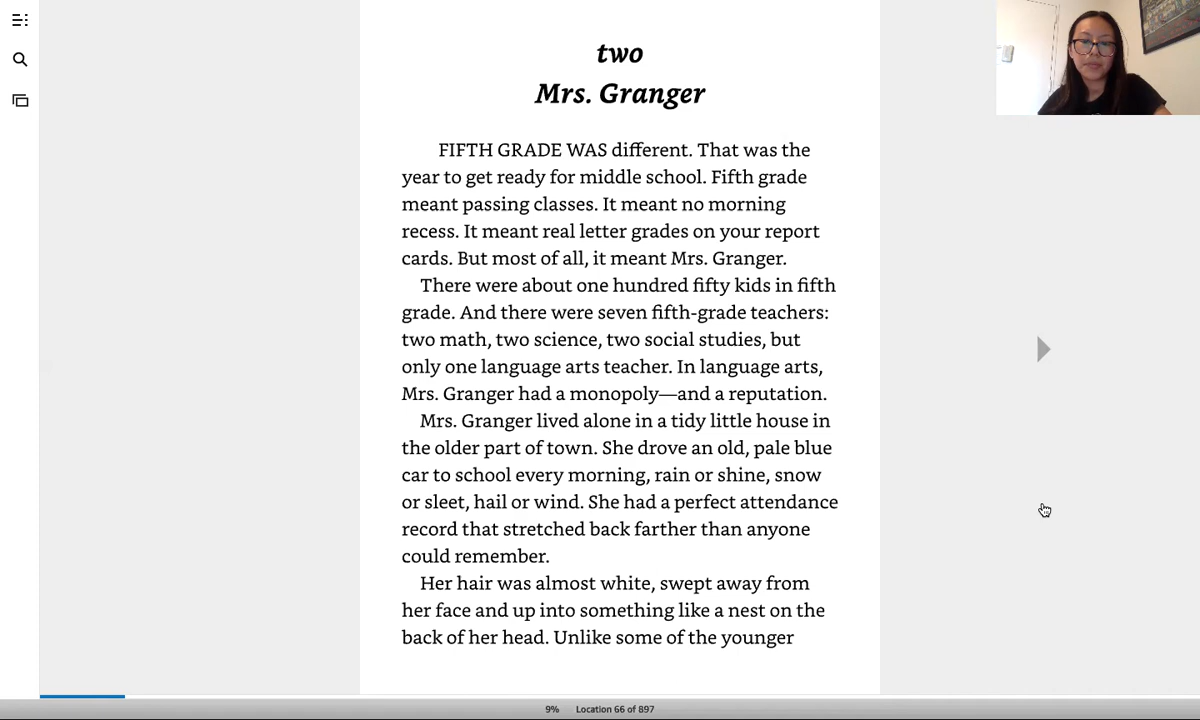 two
Mrs. Granger
FIFTH GRADE WAS different. That was the
year to get ready for middle school. Fifth grade
meant passing classes. It meant no morning
recess. It meant real letter grades on your report
cards. But most of all, it meant Mrs. Granger.
There were about one hundred fifty kids in fifth
grade. And there were seven fifth-grade teachers:
two math, two science, two social studies, but
only one language arts teacher. In language arts,
Mrs. Granger had a monopoly—and a reputation.
Mrs. Granger lived alone in a tidy little house in
the older part of town. She drove an old, pale blue
car to school every morning, rain or shine, snow
or sleet, hail or wind. She had a perfect attendance
record that stretched back farther than anyone
could remember.
Her hair was almost white, swept away from
her face and up into something like a nest on the
back of her head. Unlike some of the younger
9% Location 66 of 897